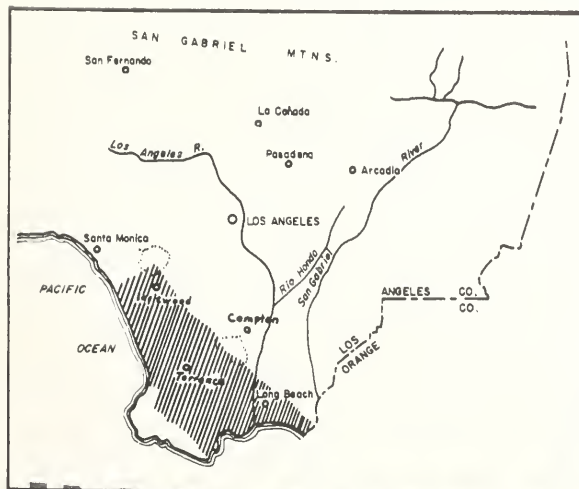 SAN GABRIEL MTNS.
San Fernando
La Cañada
Los Angeles R.
Pasadena
Arcadia
River
LOS ANGELES
Santa Monica
Rio Hondo
San Gabriel
PACIFIC
OCEAN
ANGELES CO.
CO.
LOS
ORANGE
Compton
Long Beach